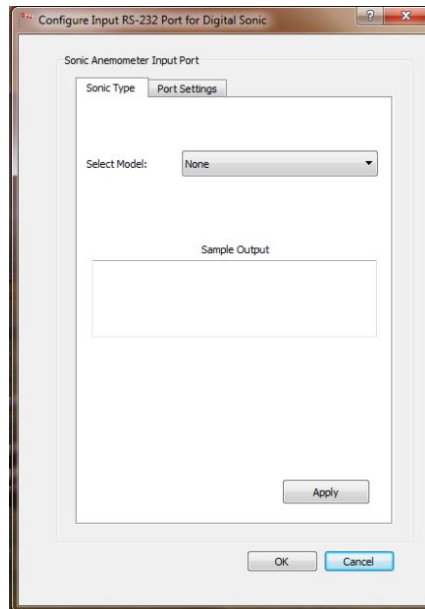 Configure Input RS-232 Port for Digital Sonic
Sonic Anemometer Input Port
Sonic Type Port Settings
Select Model: None
Sample Output
Apply
OK Cancel